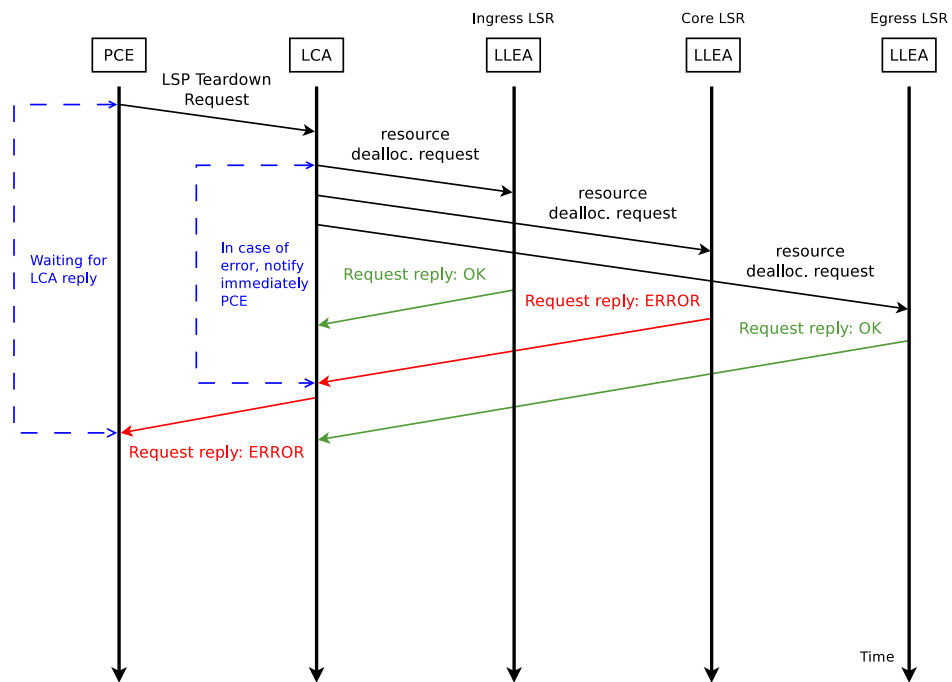 Ingress LSR
Core LSR
Egress LSR
PCE
LCA
LLEA
LLEA
LLEA
LSP Teardown
Request
resource
dealloc. request
resource
dealloc. request
resource
dealloc. request
Waiting for
LCA reply
In case of
error, notify
immediately
PCE
Request reply: OK
Request reply: ERROR
Request reply: OK
Request reply: ERROR
Time